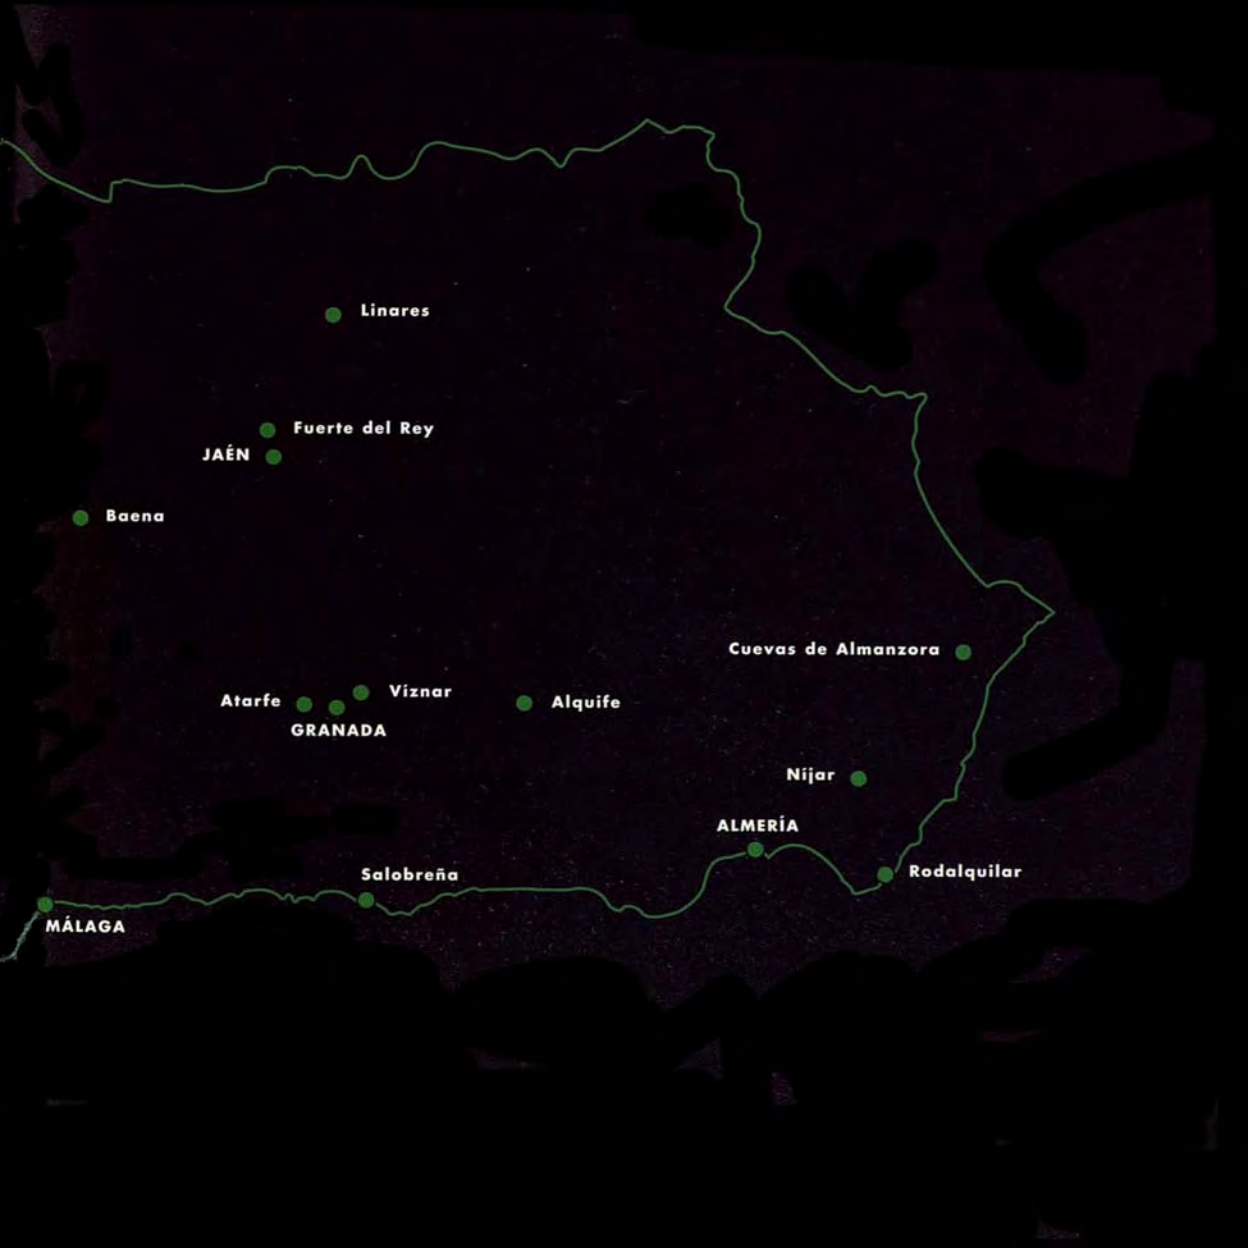 Linares
Fuerte del Rey
JAÉN
Baena
Cuevas de Almanzora
Víznar
Atarfe
Alquife
GRANADA
Níjar
ALMERÍA
Rodalquilar
Salobreña
MÁLAGA